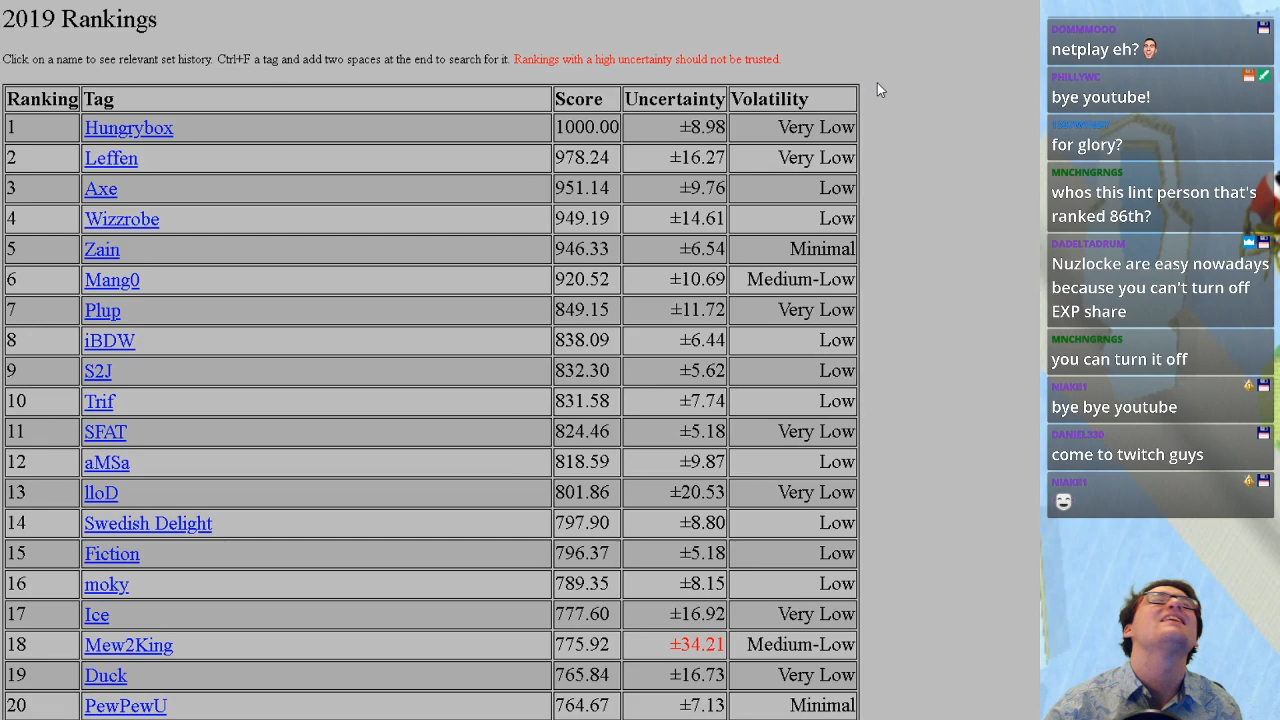 2019 Rankings
Click on a name to see relevant set history. Ctrl+F a tag and add two spaces at the end to search for it. Rankings with a high uncertainty should not be trusted.
Ranking Tag Score Uncertainty Volatility
1 Hungrybox 1000.00 ±8.98 Very Low
2 Leffen 978.24 ±16.27 Very Low
3 Axe 951.14 ±9.76 Low
4 Wizzrobe 949.19 ±14.61 Low
5 Zain 946.33 ±6.54 Minimal
6 Mang0 920.52 ±10.69 Medium-Low
7 Plup 849.15 ±11.72 Very Low
8 iBDW 838.09 ±6.44 Low
9 S2J 832.30 ±5.62 Low
10 Trif 831.58 ±7.74 Low
11 SFAT 824.46 ±5.18 Very Low
12 aMSa 818.59 ±9.87 Low
13 lloD 801.86 ±20.53 Very Low
14 Swedish Delight 797.90 ±8.80 Low
15 Fiction 796.37 ±5.18 Low
16 moky 789.35 ±8.15 Low
17 Ice 777.60 ±16.92 Very Low
18 Mew2King 775.92 ±34.21 Medium-Low
19 Duck 765.84 ±16.73 Very Low
20 PewPewU 764.67 ±7.13 Minimal
DOMMMOOO
netplay eh?
PHILLYWC
bye youtube!
for glory?
MNCHNGRNGS
whos this lint person that's
ranked 86th?
DADELTADRUM
Nuzlocke are easy nowadays
because you can't turn off
EXP share
MNCHNGRNGS
you can turn it off
bye bye youtube
DANIEL330
come to twitch guys